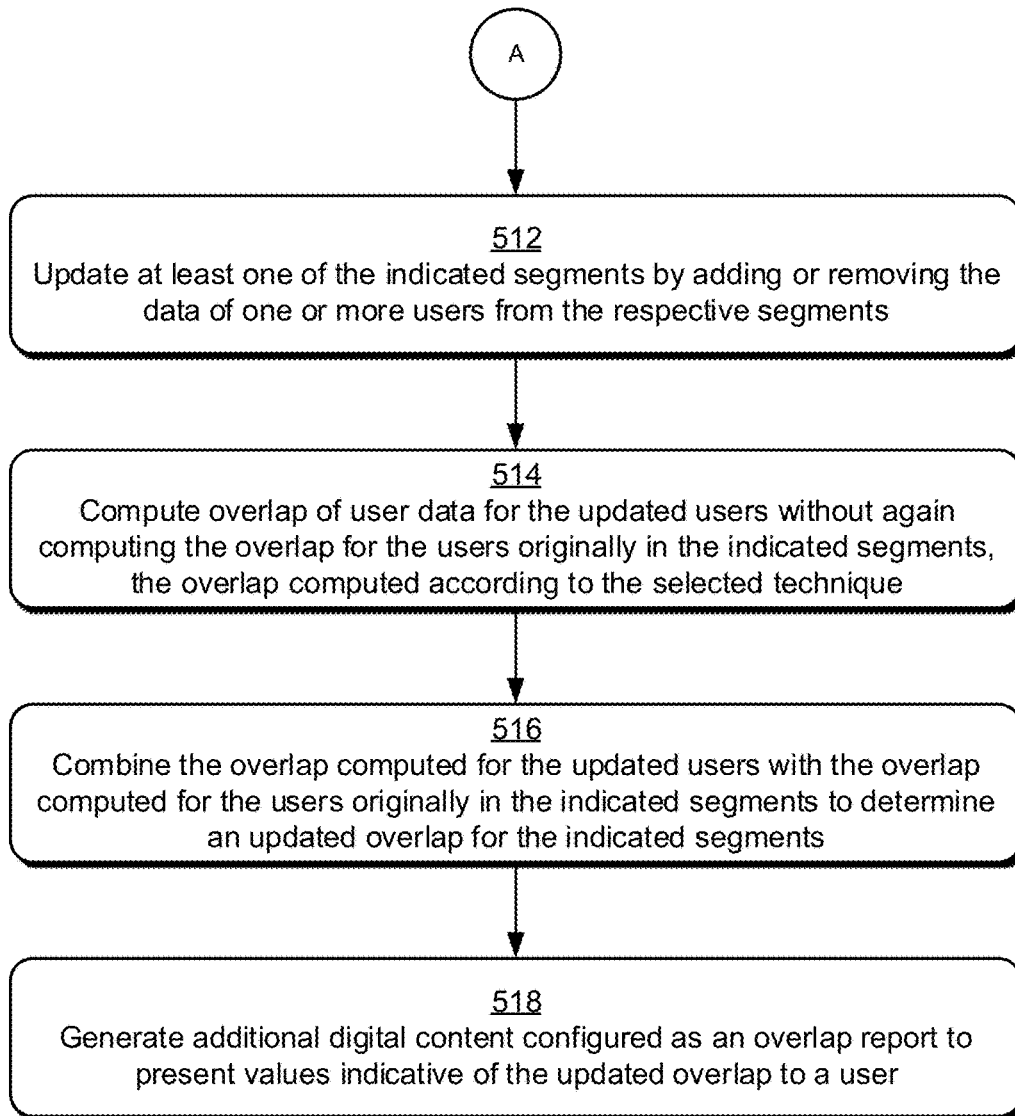 A
512
Update at least one of the indicated segments by adding or removing the
data of one or more users from the respective segments
514
Compute overlap of user data for the updated users without again
computing the overlap for the users originally in the indicated segments,
the overlap computed according to the selected technique
516
Combine the overlap computed for the updated users with the overlap
computed for the users originally in the indicated segments to determine
an updated overlap for the indicated segments
518
Generate additional digital content configured as an overlap report to
present values indicative of the updated overlap to a user